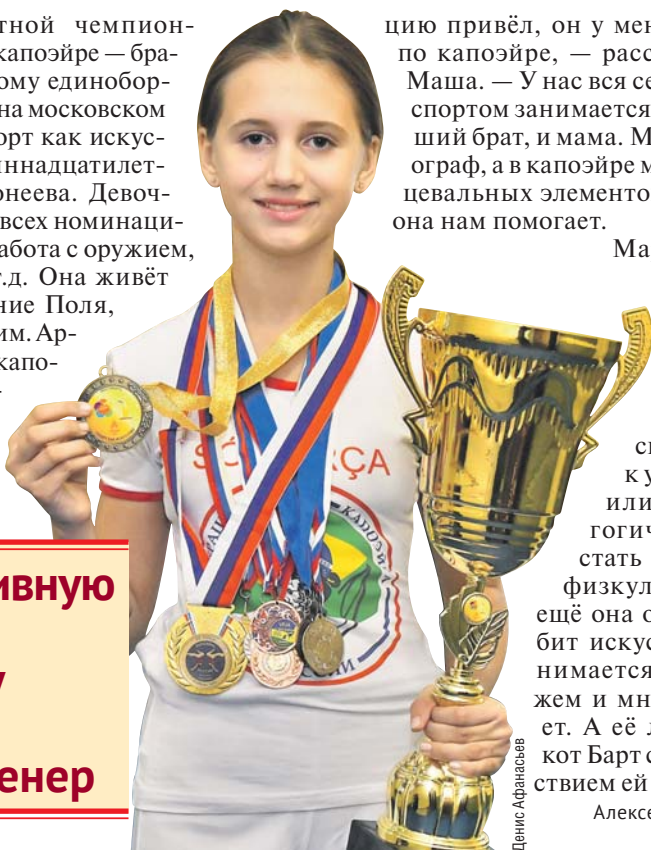 тной чемпион-
капоэйре — бра-
ому единобор-
на московском
орт как искус-
иннадцатилет-
онеева. Девоч-
всех номинаци-
абота с оружием,
т.д. Она живёт
ние Поля,
им. Ар-
капо-
ивную
у
енер
цию привёл, он у мен
по капоэйре, — расс
Маша. — У нас вся се
спортом занимается
ший брат, и мама. М
ограф, а в капоэйре м
цевальных элементо
она нам помогает.
Ма
сп
к у
или
гогич
стать
физкул
ещё она о
бит искус
нимается
жем и мн
ет. А её л
кот Барт с
ствием ей
Алексе
Денис Афанасьев